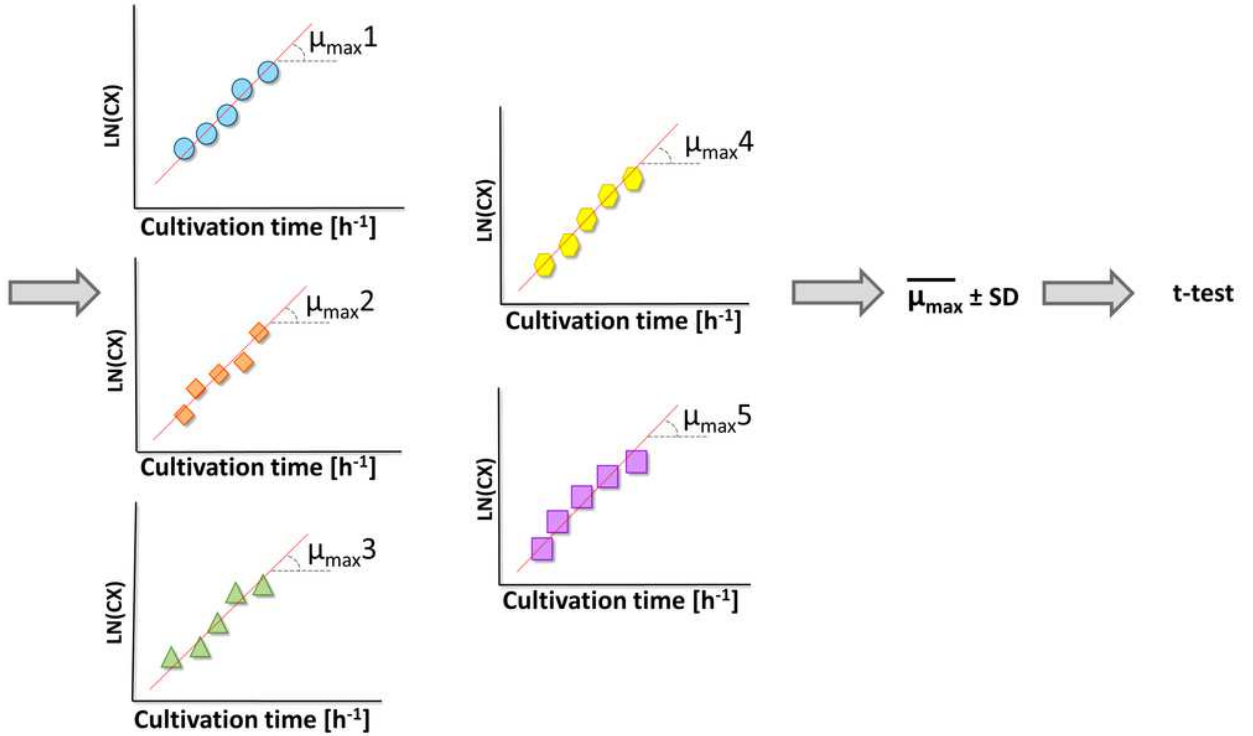 LN(CX)
μmax1
Cultivation time [h-1]
LN(CX)
μmax2
Cultivation time [h-1]
LN(CX)
μmax3
Cultivation time [h-1]
LN(CX)
μmax4
Cultivation time [h-1]
LN(CX)
μmax5
Cultivation time [h-1]
μmax ± SD
t-test